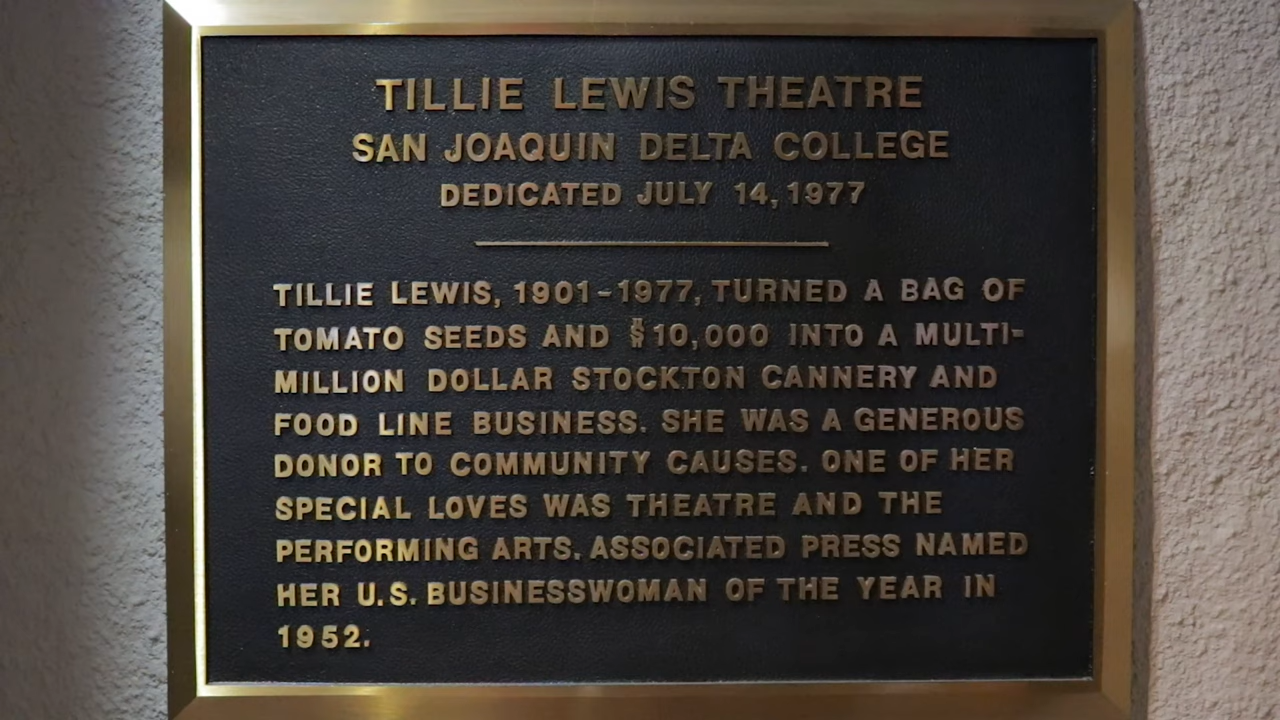 TILLIE LEWIS THEATRE
SAN JOAQUIN DELTA COLLEGE
DEDICATED JULY 14, 1977
TILLIE LEWIS, 1901-1977, TURNED A BAG OF
TOMATO SEEDS AND $10,000 INTO A MULTI-
MILLION DOLLAR STOCKTON CANNERY AND
FOOD LINE BUSINESS. SHE WAS A GENEROUS
DONOR TO COMMUNITY CAUSES. ONE OF HER
SPECIAL LOVES WAS THEATRE AND THE
PERFORMING ARTS. ASSOCIATED PRESS NAMED
HER U.S. BUSINESSWOMAN OF THE YEAR IN
1952.